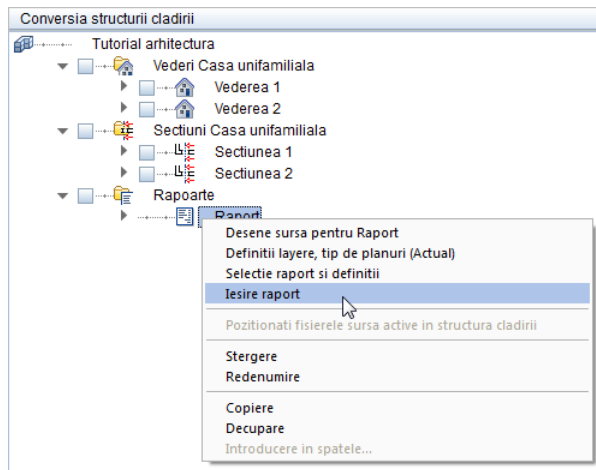 Conversia structurii cladirii
Tutorial arhitectura
Vederi Casa unifamiliala
Vederea 1
Vederea 2
Sectiuni Casa unifamiliala
Sectiunea 1
Sectiunea 2
Rapoarte
Raport
Desene sursa pentru Raport
Definitii layere, tip de planuri (Actual)
Selectie raport si definitii
Iesire raport
Pozitionati fisierele sursa active in structura cladirii
Stergere
Redenumire
Copiere
Decupare
Introducere in spatele...